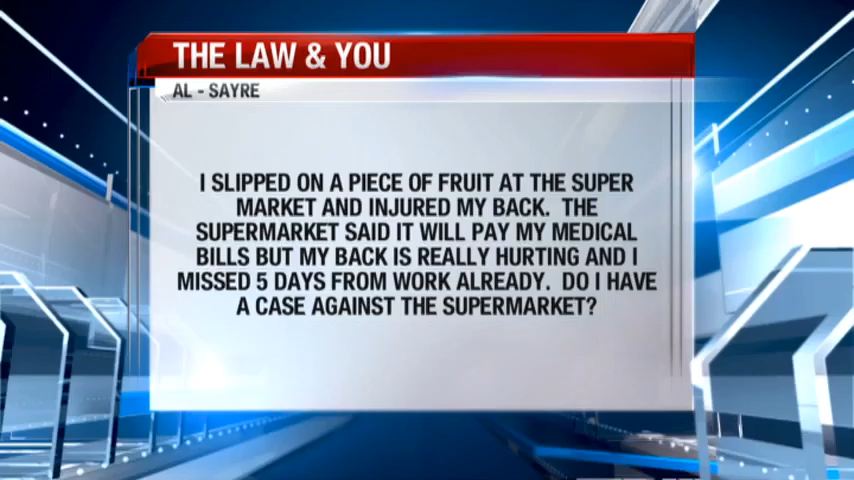 THE LAW & YOU
AL - SAYRE
I SLIPPED ON A PIECE OF FRUIT AT THE SUPER
MARKET AND INJURED MY BACK. THE
SUPERMARKET SAID IT WILL PAY MY MEDICAL
BILLS BUT MY BACK IS REALLY HURTING AND I
MISSED 5 DAYS FROM WORK ALREADY. DO I HAVE
A CASE AGAINST THE SUPERMARKET?